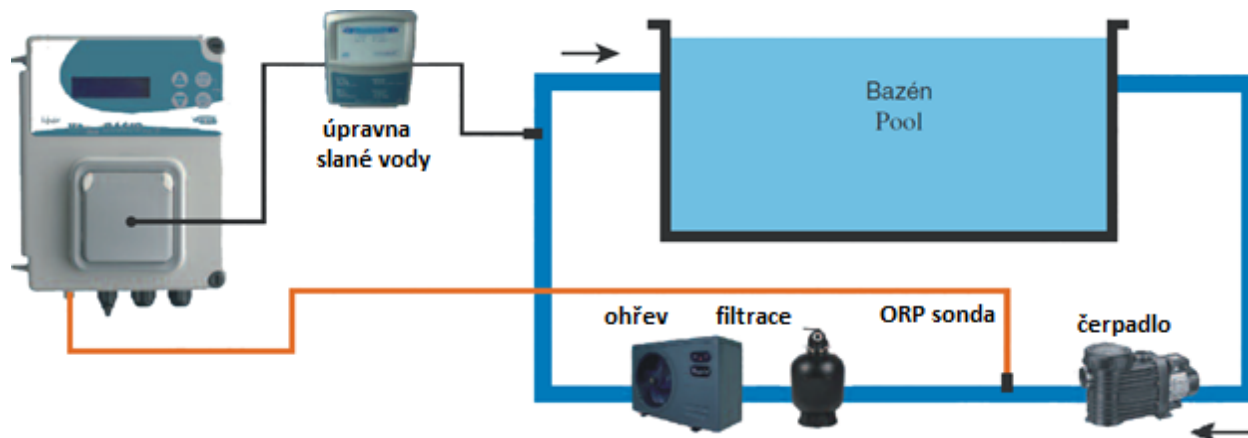 úpravna
slané vody
Bazén
Pool
ohřev
filtrace
ORP sonda
čerpadlo